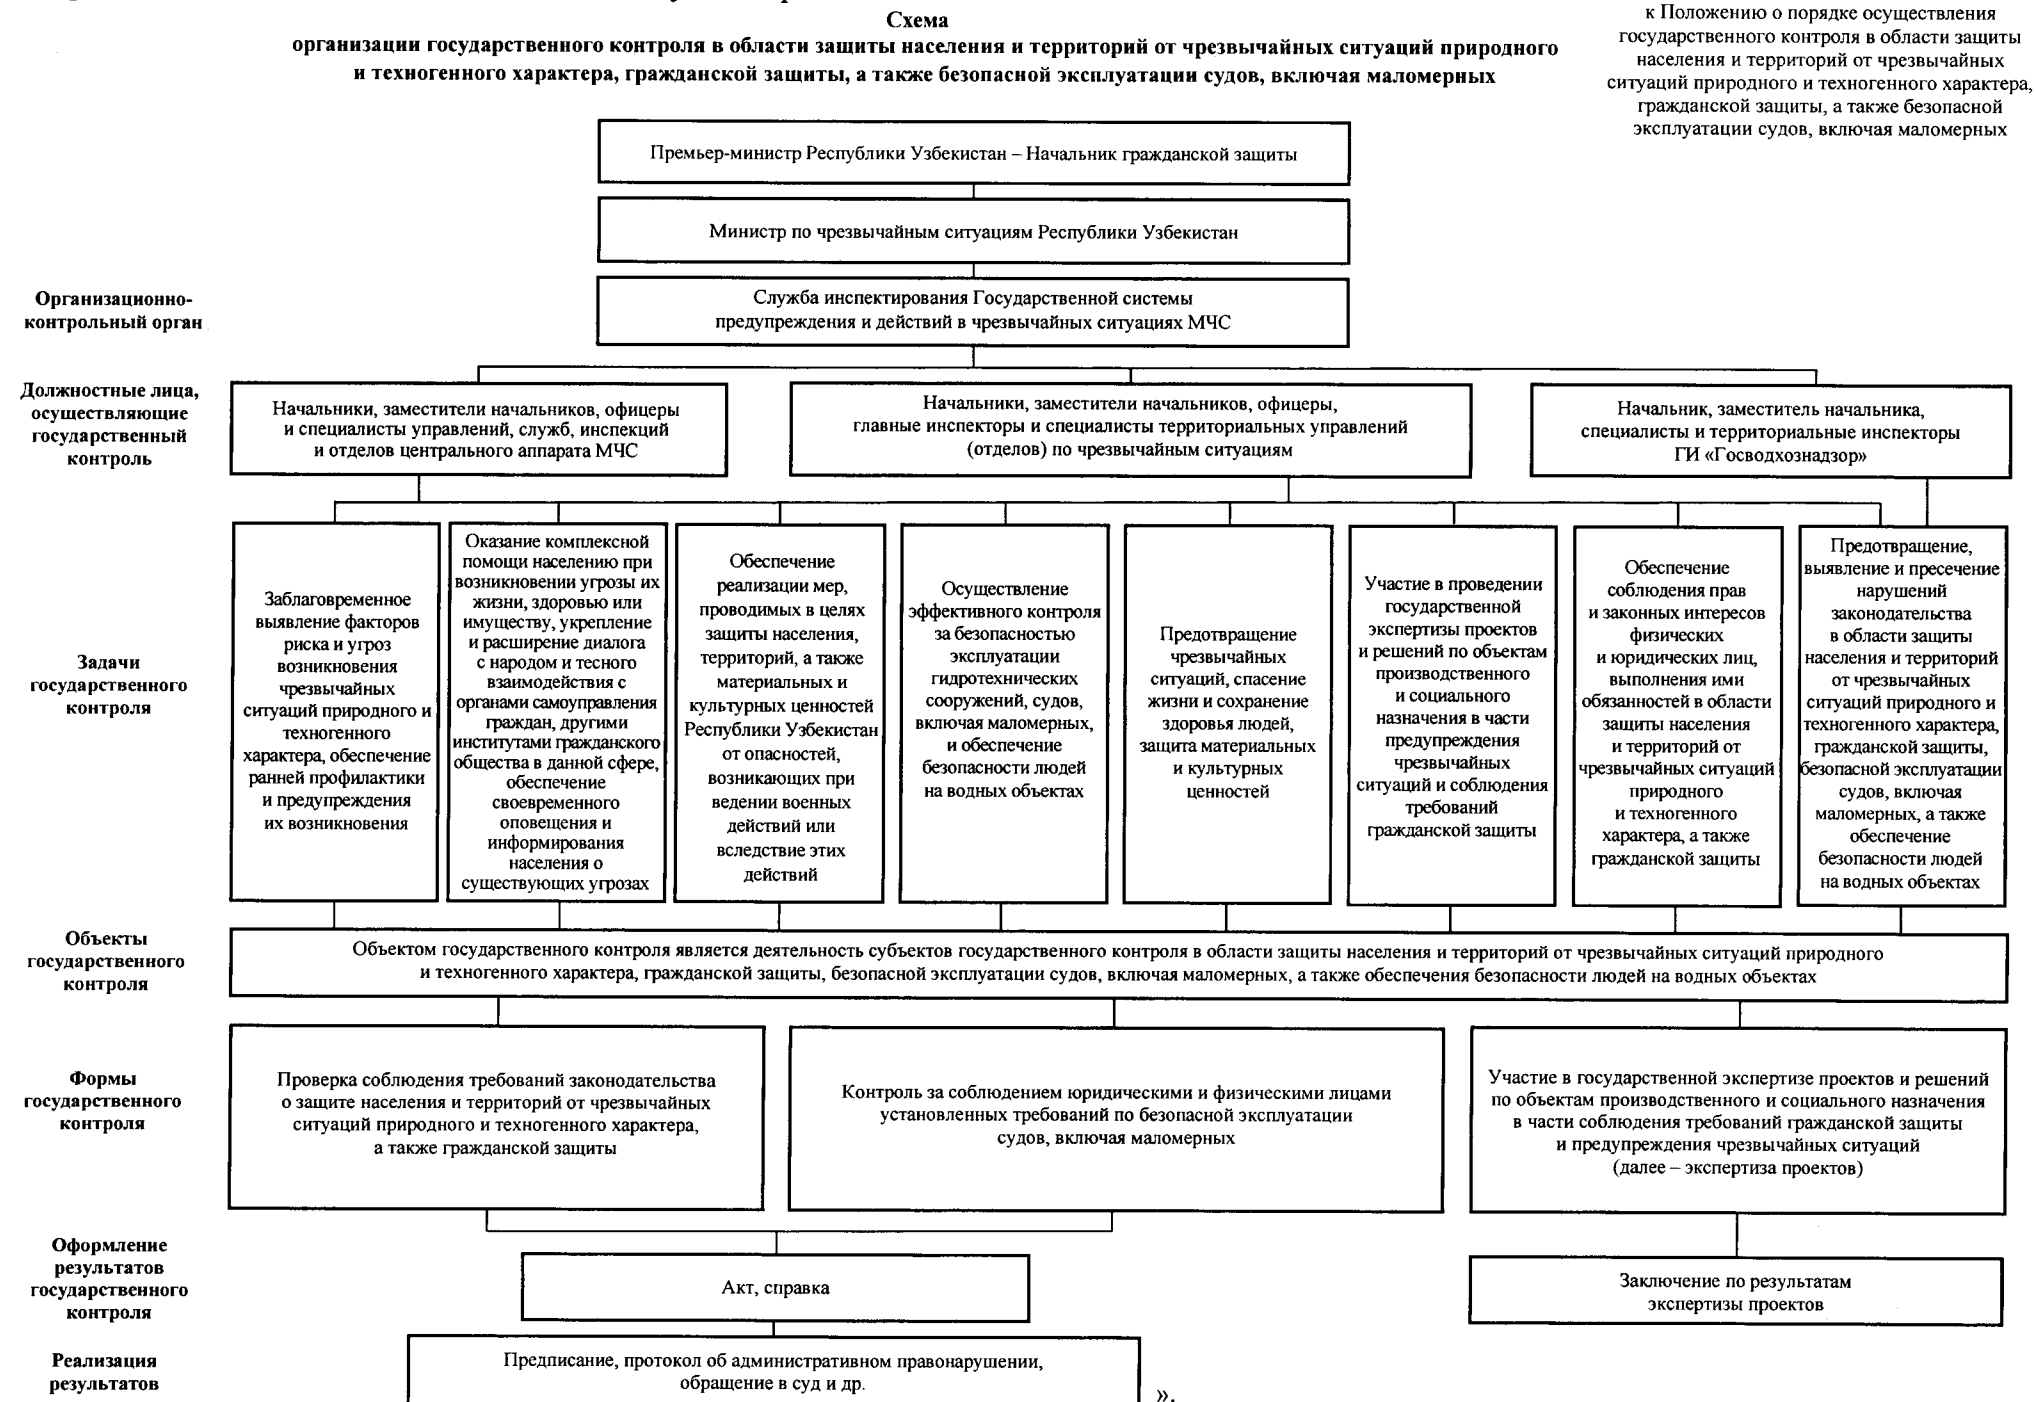 Схема
организации государственного контроля в области защиты населения и территорий от чрезвычайных ситуаций природного
и техногенного характера, гражданской защиты, а также безопасной эксплуатации судов, включая маломерных
к Положению о порядке осуществления
государственного контроля в области защиты
населения и территорий от чрезвычайных
ситуаций природного и техногенного характера,
гражданской защиты, а также безопасной
эксплуатации судов, включая маломерных
Премьер-министр Республики Узбекистан – Начальник гражданской защиты
Министр по чрезвычайным ситуациям Республики Узбекистан
Организационно-
контрольный орган
Служба инспектирования Государственной системы
предупреждения и действий в чрезвычайных ситуациях МЧС
Должностные лица,
осуществляющие
государственный
контроль
Начальники, заместители начальников, офицеры
и специалисты управлений, служб, инспекций
и отделов центрального аппарата МЧС
Начальники, заместители начальников, офицеры,
главные инспекторы и специалисты территориальных управлений
(отделов) по чрезвычайным ситуациям
Начальник, заместитель начальника,
специалисты и территориальные инспекторы
ГИ «Госводхознадзор»
Задачи
государственного
контроля
Заблаговременное
выявление факторов
риска и угроз
возникновения
чрезвычайных
ситуаций природного и
техногенного
характера, обеспечение
ранней профилактики
и предупреждения
их возникновения
Оказание комплексной
помощи населению при
возникновении угрозы их
жизни, здоровью или
имуществу, укрепление
и расширение диалога
с народом и тесного
взаимодействия с
органами самоуправления
граждан, другими
институтами гражданского
общества в данной сфере,
обеспечение
своевременного
оповещения и
информирования
населения о
существующих угрозах
Обеспечение
реализации мер,
проводимых в целях
защиты населения,
территорий, а также
материальных и
культурных ценностей
Республики Узбекистан
от опасностей,
возникающих при
ведении военных
действий или
вследствие этих
действий
Осуществление
эффективного контроля
за безопасностью
эксплуатации
гидротехнических
сооружений, судов,
включая маломерных,
и обеспечение
безопасности людей
на водных объектах
Предотвращение
чрезвычайных
ситуаций, спасение
жизни и сохранение
здоровья людей,
защита материальных
и культурных
ценностей
Участие в проведении
государственной
экспертизы проектов
и решений по объектам
производственного
и социального
назначения в части
предупреждения
чрезвычайных
ситуаций и соблюдения
требований
гражданской защиты
Обеспечение
соблюдения прав
и законных интересов
физических
и юридических лиц,
выполнения ими
обязанностей в области
защиты населения
и территорий от
чрезвычайных ситуаций
природного
и техногенного
характера, а также
гражданской защиты
Предотвращение,
выявление и пресечение
нарушений
законодательства
в области защиты
населения и территорий
от чрезвычайных
ситуаций природного и
техногенного характера,
гражданской защиты,
безопасной эксплуатации
судов, включая
маломерных, а также
обеспечение
безопасности людей
на водных объектах
Объекты
государственного
контроля
Объектом государственного контроля является деятельность субъектов государственного контроля в области защиты населения и территорий от чрезвычайных ситуаций природного
и техногенного характера, гражданской защиты, безопасной эксплуатации судов, включая маломерных, а также обеспечения безопасности людей на водных объектах
Формы
государственного
контроля
Проверка соблюдения требований законодательства
о защите населения и территорий от чрезвычайных
ситуаций природного и техногенного характера,
а также гражданской защиты
Контроль за соблюдением юридическими и физическими лицами
установленных требований по безопасной эксплуатации
судов, включая маломерных
Участие в государственной экспертизе проектов и решений
по объектам производственного и социального назначения
в части соблюдения требований гражданской защиты
и предупреждения чрезвычайных ситуаций
(далее – экспертиза проектов)
Оформление
результатов
государственного
контроля
Акт, справка
Заключение по результатам
экспертизы проектов
Реализация
результатов
Предписание, протокол об административном правонарушении,
обращение в суд и др.
».